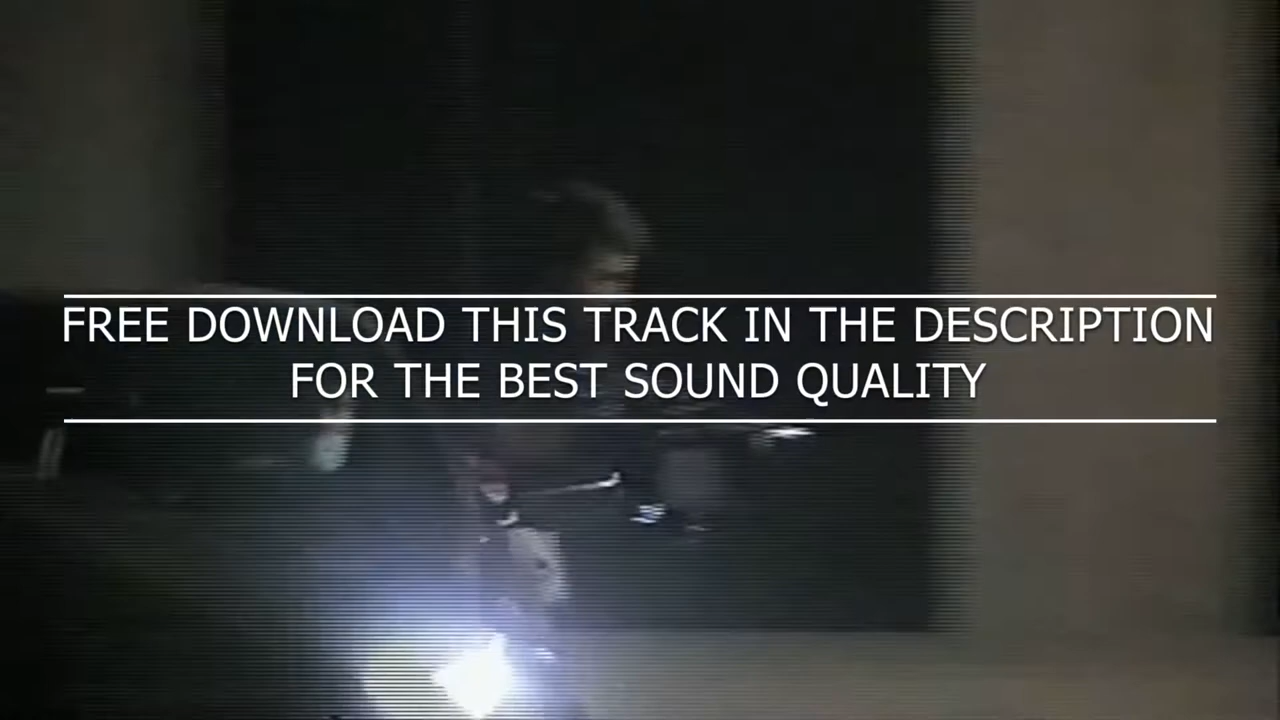 FREE DOWNLOAD THIS TRACK IN THE DESCRIPTION
FOR THE BEST SOUND QUALITY